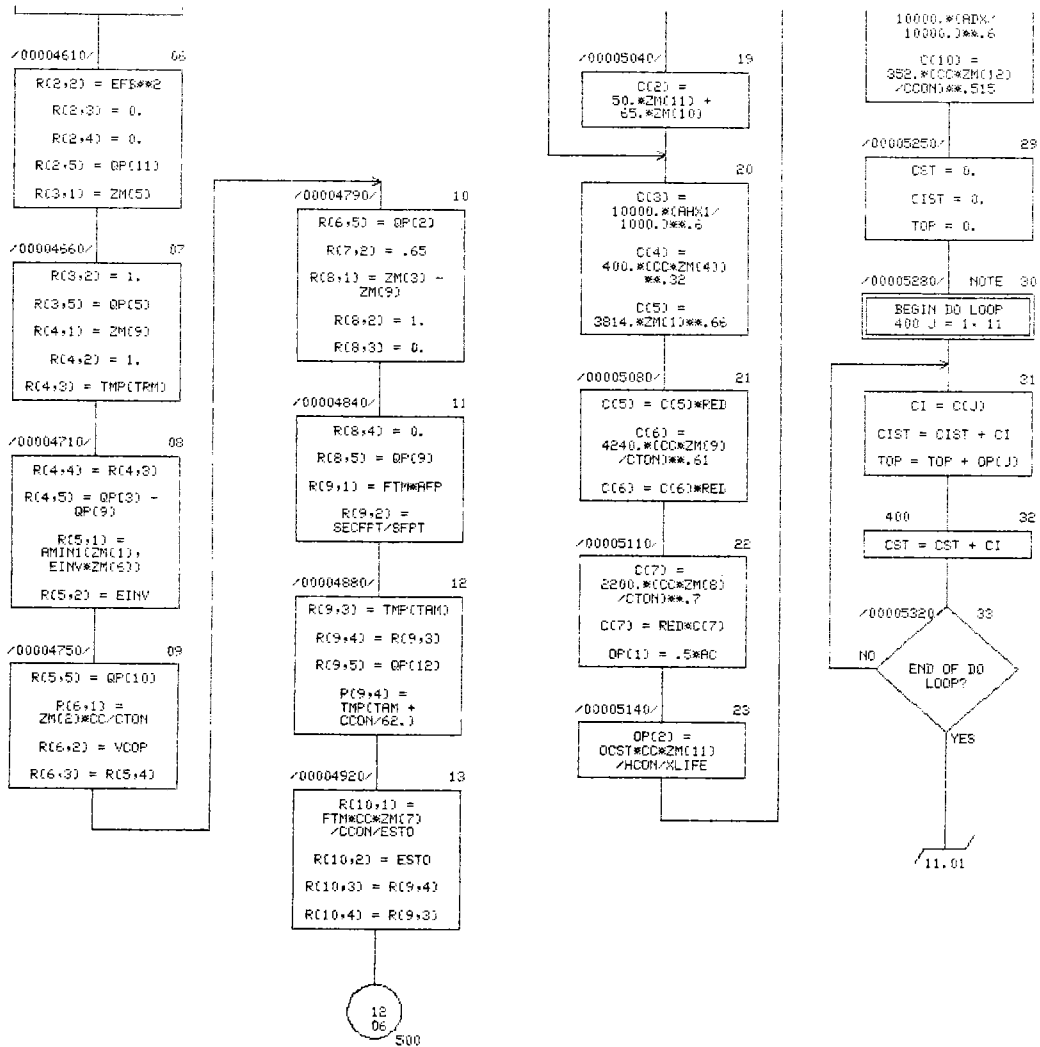 /00004610/ 06
R(2,2) = EFB**2
R(2,3) = 0.
R(2,4) = 0.
R(2,5) = QP(11)
R(3,1) = ZM(5)
/00004660/ 07
R(3,2) = 1.
R(3,5) = QP(5)
R(4,1) = ZM(9)
R(4,2) = 1.
R(4,3) = TMP(TRM)
/00004710/ 08
R(4,4) = R(4,3)
R(4,5) = QP(3) -
QP(9)
R(5,1) =
AMIN1(ZM(1),
EINV*ZM(6))
R(5,2) = EINV
/00004750/ 09
R(5,5) = QP(10)
R(6,1) =
ZM(2)*CC/CTON
R(6,2) = VCOP
R(6,3) = R(5,4)
/00004790/ 10
R(6,5) = QP(2)
R(7,2) = .65
R(8,1) = ZM(3) -
ZM(9)
R(8,2) = 1.
R(8,3) = 0.
/00004840/ 11
R(8,4) = 0.
R(8,5) = QP(9)
R(9,1) = FTM*AFP
R(9,2) =
SECFPT/SFPT
/00004880/ 12
R(9,3) = TMP(TAM)
R(9,4) = R(9,3)
R(9,5) = QP(12)
R(9,4) =
TMP(TAM +
CCON/62.)
/00004920/ 13
R(10,1) =
FTM*CC*ZM(7)
/CCON/ESTO
R(10,2) = ESTO
R(10,3) = R(9,4)
R(10,4) = R(9,3)
12
06
500
/00005040/ 19
C(2) =
50.*ZM(11) +
65.*ZM(10)
20
C(3) =
10000.*(AHX1/
1000.)**.6
C(4) =
400.*(CC*ZM(4))
**.32
C(5) =
3814.*ZM(1)**.66
/00005080/ 21
C(5) = C(5)*RED
C(6) =
4240.*(CC*ZM(9)
/CTON)**.61
C(6) = C(6)*RED
/00005110/ 22
C(7) =
2200.*(CC*ZM(8)
/CTON)**.7
C(7) = RED*C(7)
OP(1) = .5*AC
/00005140/ 23
OP(2) =
OCST*CC*ZM(11)
/HCON/XLIFE
10000.*(ADX/
10000.)**.6
C(10) =
352.*(CC*ZM(12)
/CCON)**.515
/00005250/ 29
CST = 0.
CIST = 0.
TOP = 0.
/00005280/ NOTE 30
BEGIN DO LOOP
400 J = 1, 11
31
CI = C(J)
CIST = CIST + CI
TOP = TOP + OP(J)
400 32
CST = CST + CI
/00005320/ 33
NO
END OF DO
LOOP?
YES
11.01